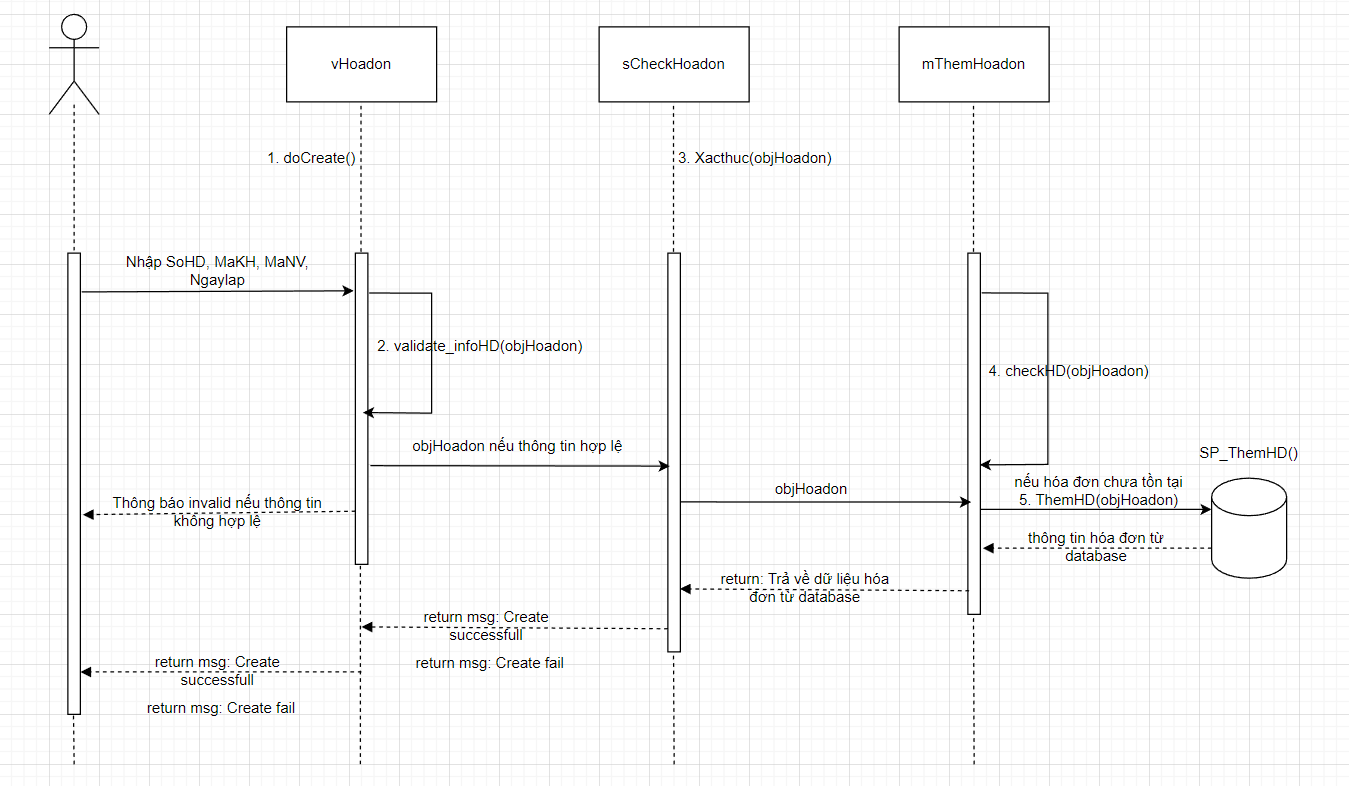 vHoadon
sCheckHoadon
mThemHoadon
1. doCreate()
3. Xacthuc(objHoadon)
Nhập SoHD, MaKH, MaNV,
Ngaylap
2. validate_infoHD(objHoadon)
4. checkHD(objHoadon)
objHoadon nếu thông tin hợp lệ
SP_ThemHD()
objHoadon
nếu hóa đơn chưa tồn tại
5. ThemHD(objHoadon)
Thông báo invalid nếu thông tin
không hợp lệ
thông tin hóa đơn từ
database
return: Trả về dữ liệu hóa
đơn từ database
return msg: Create
successfull
return msg: Create fail
return msg: Create
successfull
return msg: Create fail